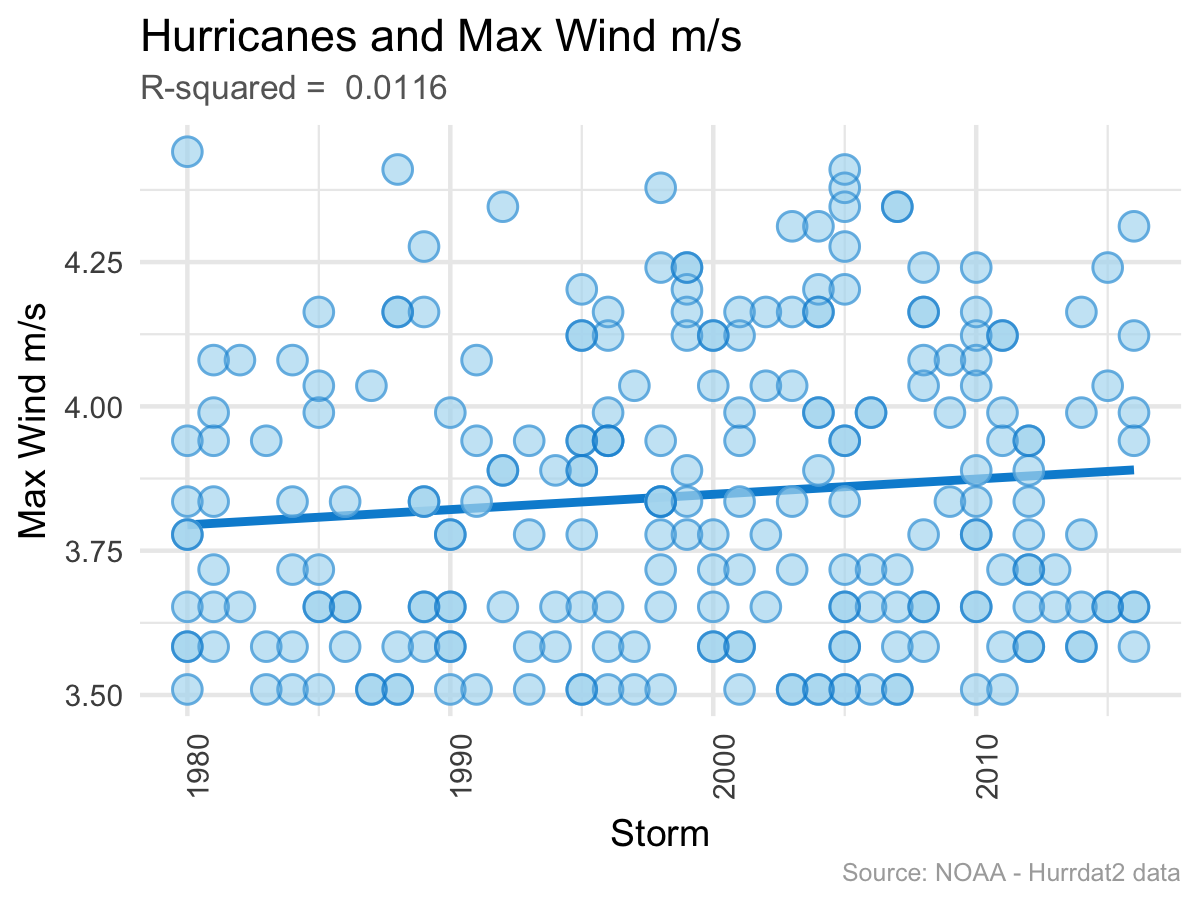 Hurricanes and Max Wind m/s
R-squared =  0.0116
Max Wind m/s
4.25
4.00
3.75
3.50
1980
1990
2000
2010
Storm
Source: NOAA - Hurrdat2 data